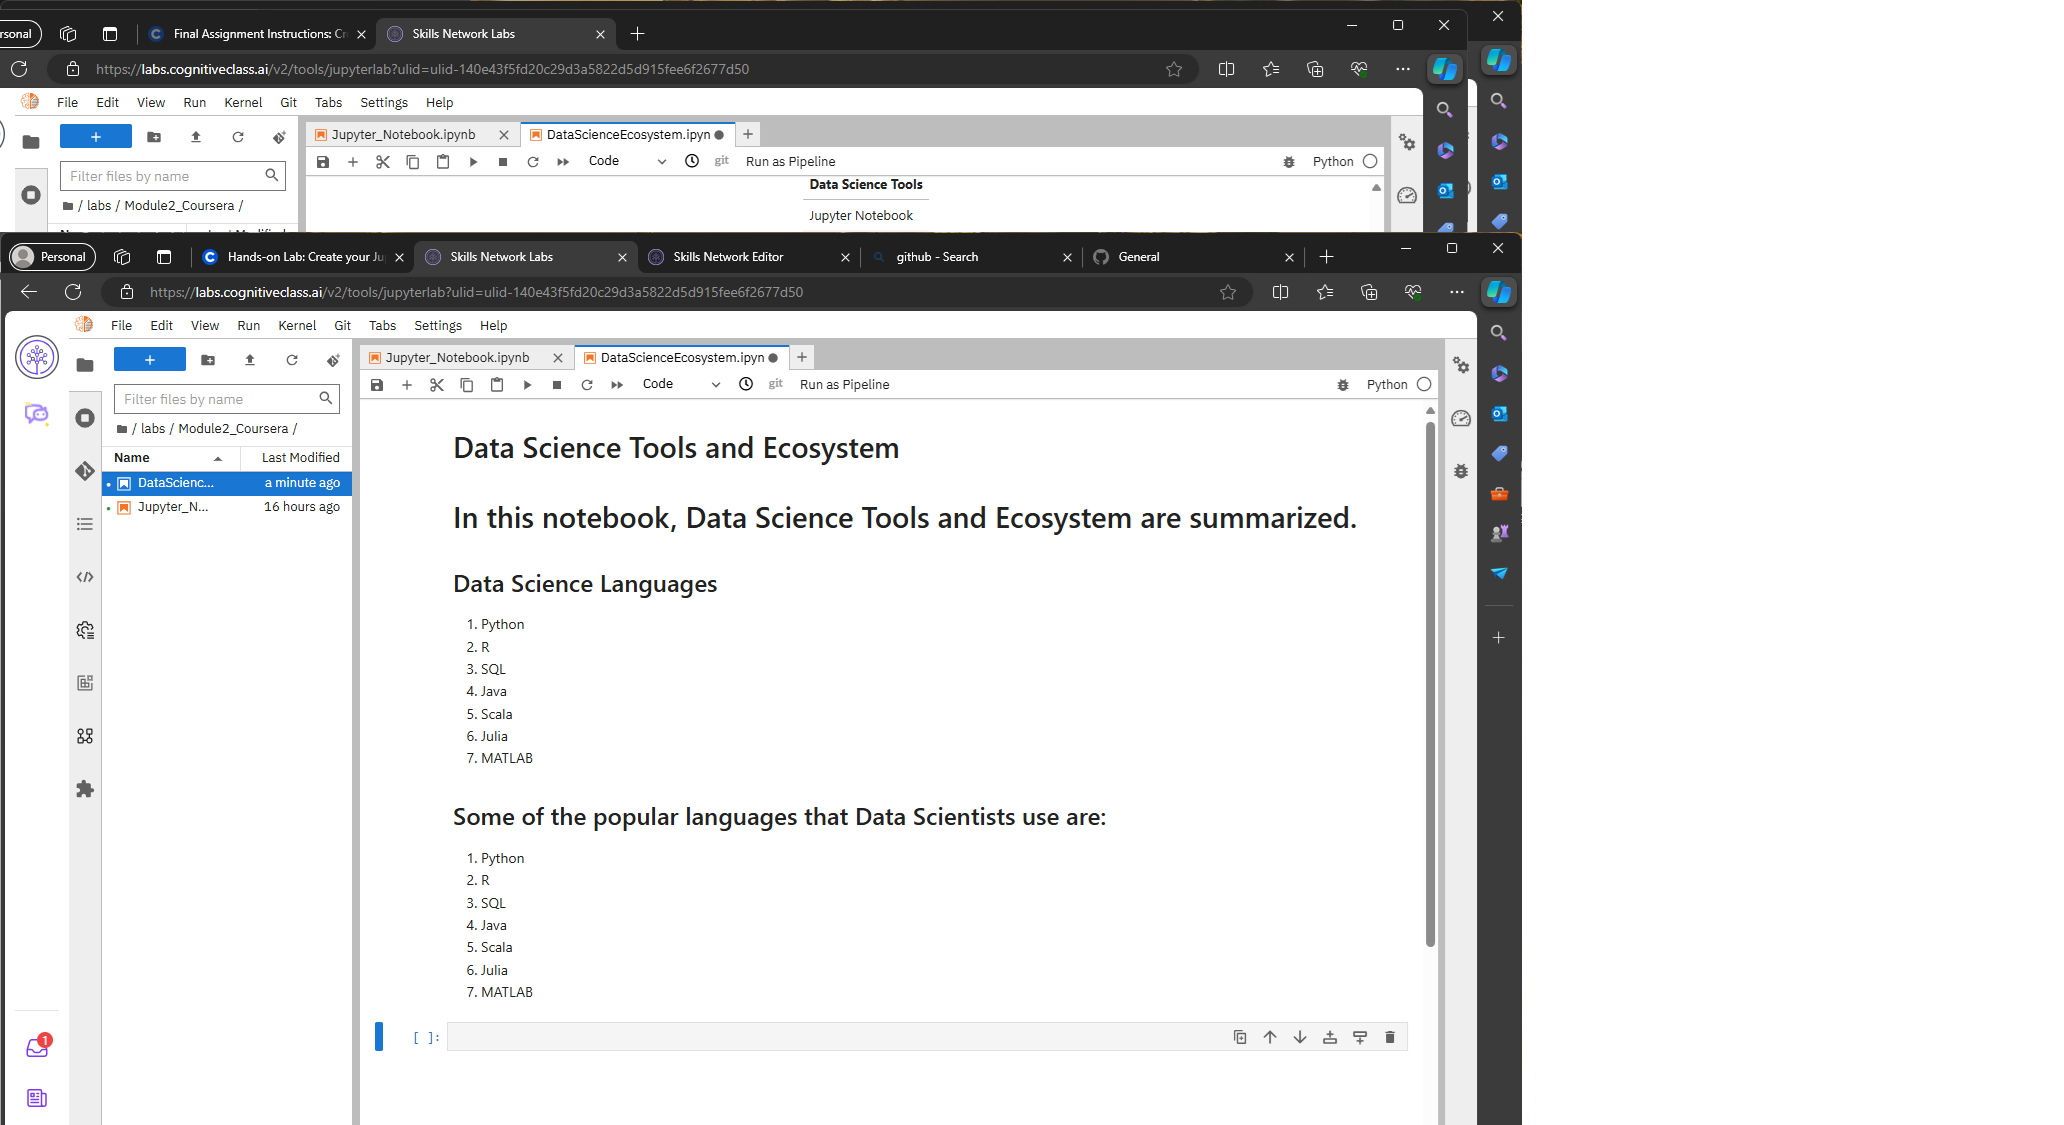 rsonal
Final Assignment Instructions: Cr
Skills Network Labs
https://labs.cognitiveclass.ai/v2/tools/jupyterlab?ulid=ulid-140e43f5fd20c29d3a5822d5d915fee6f2677d50
File Edit View Run Kernel Git Tabs Settings Help
Jupyter_Notebook.ipynb
DataScienceEcosystem.ipyn
Code
git
Run as Pipeline
Python
Filter files by name
/ labs / Module2_Coursera /
Data Science Tools
Jupyter Notebook
Personal
Hands-on Lab: Create your Ju
Skills Network Labs
Skills Network Editor
github - Search
General
https://labs.cognitiveclass.ai/v2/tools/jupyterlab?ulid=ulid-140e43f5fd20c29d3a5822d5d915fee6f2677d50
File Edit View Run Kernel Git Tabs Settings Help
Jupyter_Notebook.ipynb
DataScienceEcosystem.ipyn
Code
git
Run as Pipeline
Python
Filter files by name
/ labs / Module2_Coursera /
Name Last Modified
DataScienc... a minute ago
Jupyter_N... 16 hours ago
Data Science Tools and Ecosystem
In this notebook, Data Science Tools and Ecosystem are summarized.
Data Science Languages
1. Python
2. R
3. SQL
4. Java
5. Scala
6. Julia
7. MATLAB
Some of the popular languages that Data Scientists use are:
1. Python
2. R
3. SQL
4. Java
5. Scala
6. Julia
7. MATLAB
[ ]:
1